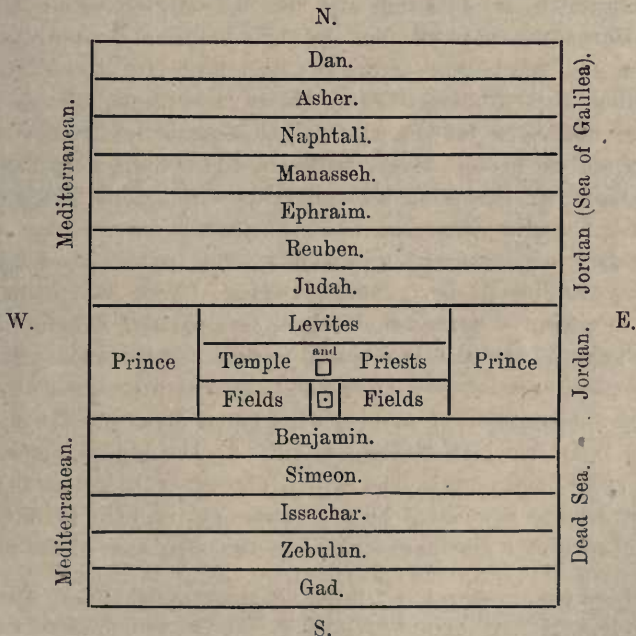 N.
Dan.
Asher.
Naphtali.
Manasseh.
Ephraim.
Reuben.
Judah.
Mediterranean.
Jordan (Sea of Galilea).
W.
E.
Levites
Prince
Temple and Priests
Prince
Fields
Fields
Jordan.
Benjamin.
Simeon.
Issachar.
Zebulun.
Gad.
Mediterranean.
Dead Sea.
S.